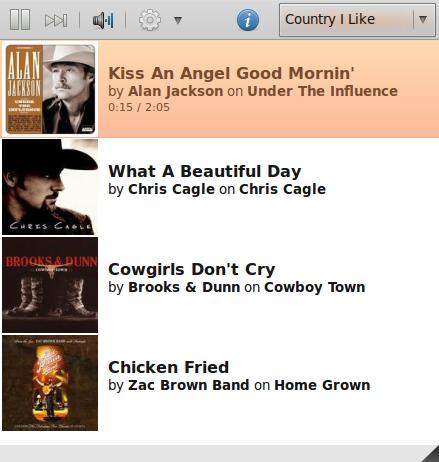 Country I Like
ALAN
JACKSON
UNDER THE
INFLUENCE
Kiss An Angel Good Mornin'
by Alan Jackson on Under The Influence
0:15 / 2:05
CHRIS CAGLE
What A Beautiful Day
by Chris Cagle on Chris Cagle
BROOKS & DUNN
COWBOY TOWN
Cowgirls Don't Cry
by Brooks & Dunn on Cowboy Town
Chicken Fried
by Zac Brown Band on Home Grown